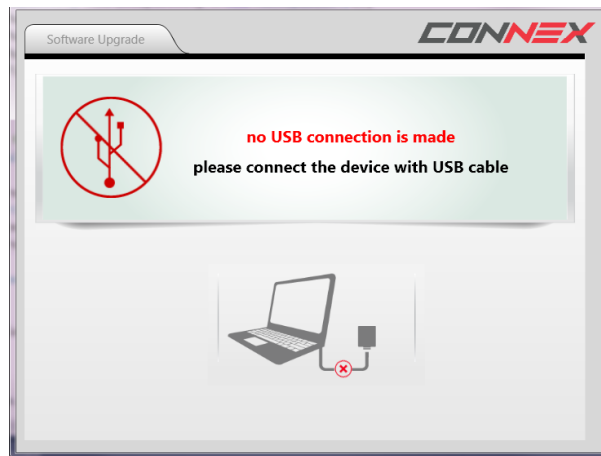 Software Upgrade
CONNEX
no USB connection is made
please connect the device with USB cable